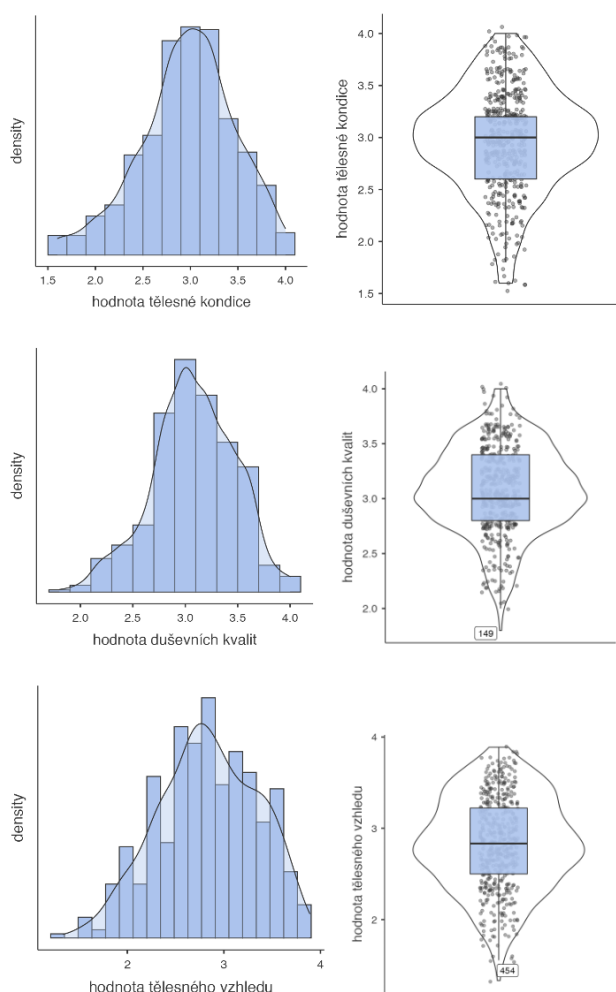 density
1.5 2.0 2.5 3.0 3.5 4.0
hodnota tělesné kondice
hodnota tělesné kondice
4.0
3.5
3.0
2.5
2.0
1.5
density
2.0 2.5 3.0 3.5 4.0
hodnota duševních kvalit
hodnota duševních kvalit
4.0
3.5
3.0
2.5
2.0
149
density
2 3 4
hodnota tělesného vzhledu
hodnota tělesného vzhledu
4
3
2
454